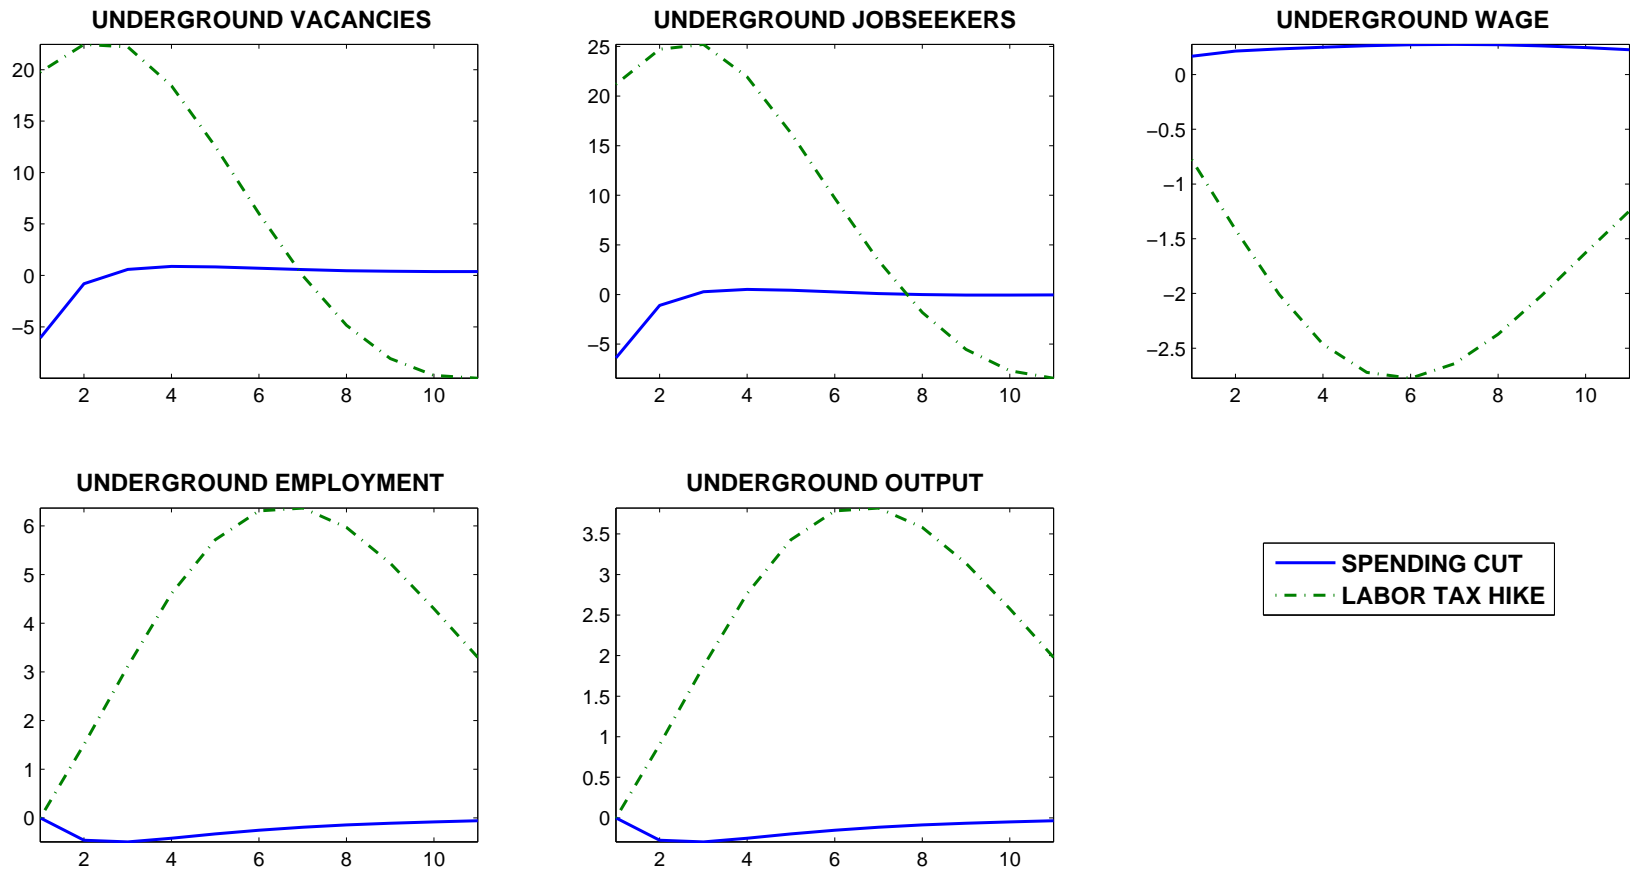 UNDERGROUND VACANCIES
20
15
10
5
0
−5
2 4 6 8 10
UNDERGROUND JOBSEEKERS
25
20
15
10
5
0
−5
2 4 6 8 10
UNDERGROUND WAGE
0
−0.5
−1
−1.5
−2
−2.5
2 4 6 8 10
UNDERGROUND EMPLOYMENT
6
5
4
3
2
1
0
2 4 6 8 10
UNDERGROUND OUTPUT
3.5
3
2.5
2
1.5
1
0.5
0
2 4 6 8 10
SPENDING CUT
LABOR TAX HIKE